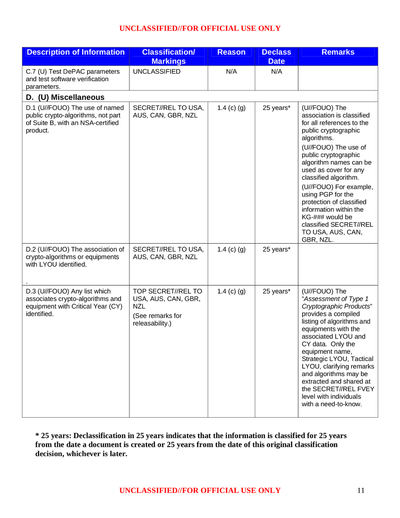 UNCLASSIFIED//FOR OFFICIAL USE ONLY
Description of Information
Classification/
Markings
Reason
Declass
Date
Remarks
C.7 (U) Test DePAC parameters
and test software verification
parameters.
UNCLASSIFIED
N/A
N/A
D. (U) Miscellaneous
D.1 (U//FOUO) The use of named
public crypto-algorithms, not part
of Suite B, with an NSA-certified
product.
SECRET//REL TO USA,
AUS, CAN, GBR, NZL
1.4 (c) (g)
25 years*
(U//FOUO) The
association is classified
for all references to the
public cryptographic
algorithms.
(U//FOUO) The use of
public cryptographic
algorithm names can be
used as cover for any
classified algorithm.
(U//FOUO) For example,
using PGP for the
protection of classified
information within the
KG-### would be
classified SECRET//REL
TO USA, AUS, CAN,
GBR, NZL.
D.2 (U//FOUO) The association of
crypto-algorithms or equipments
with LYOU identified.
.
SECRET//REL TO USA,
AUS, CAN, GBR, NZL
1.4 (c) (g)
25 years*
D.3 (U//FOUO) Any list which
associates crypto-algorithms and
equipment with Critical Year (CY)
identified.
TOP SECRET//REL TO
USA, AUS, CAN, GBR,
NZL
(See remarks for
releasability.)
1.4 (c) (g)
25 years*
(U//FOUO) The
"Assessment of Type 1
Cryptographic Products"
provides a compiled
listing of algorithms and
equipments with the
associated LYOU and
CY data. Only the
equipment name,
Strategic LYOU, Tactical
LYOU, clarifying remarks
and algorithms may be
extracted and shared at
the SECRET//REL FVEY
level with individuals
with a need-to-know.
* 25 years: Declassification in 25 years indicates that the information is classified for 25 years
from the date a document is created or 25 years from the date of this original classification
decision, whichever is later.
UNCLASSIFIED//FOR OFFICIAL USE ONLY
11